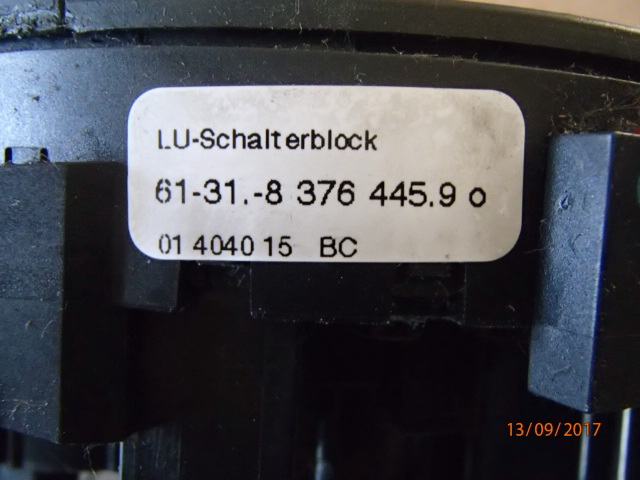 LU-Schalterblock
61-31.-8 376 445.9 o
01 4040 15 BC
13/09/2017